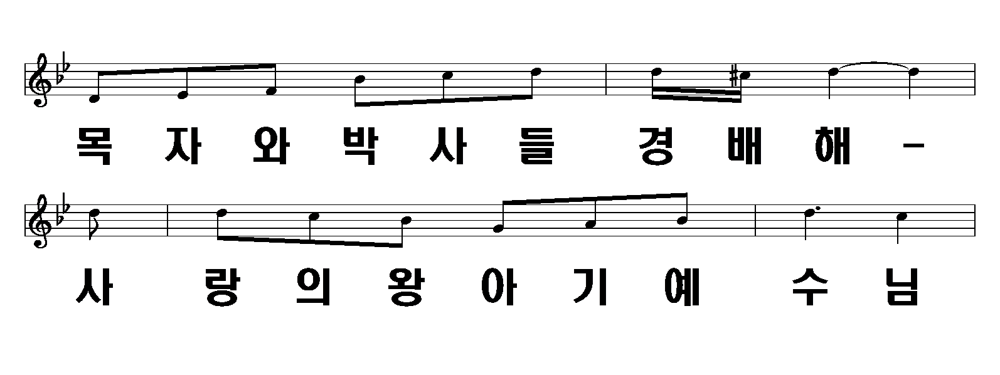 목 자 와 박 사 들 경 배 해 -
사 랑 의 왕 아 기 예 수 님